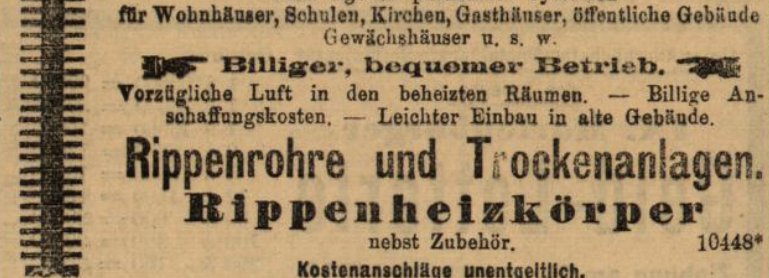 für Wohnhäuser, Schulen, Kirchen, Gasthäuser, öffentliche Gebäude
Gewächshäuser u. s. w.
Billiger, bequemer Betrieb.
Vorzügliche Luft in den beheizten Räumen. — Billige An-
schaffungskosten. — Leichter Einbau in alte Gebäude.
Rippenrohre und Trockenanlagen.
Rippenheizkörper
nebst Zubehör. 10448*
Kostenanschläge unentgeltlich.